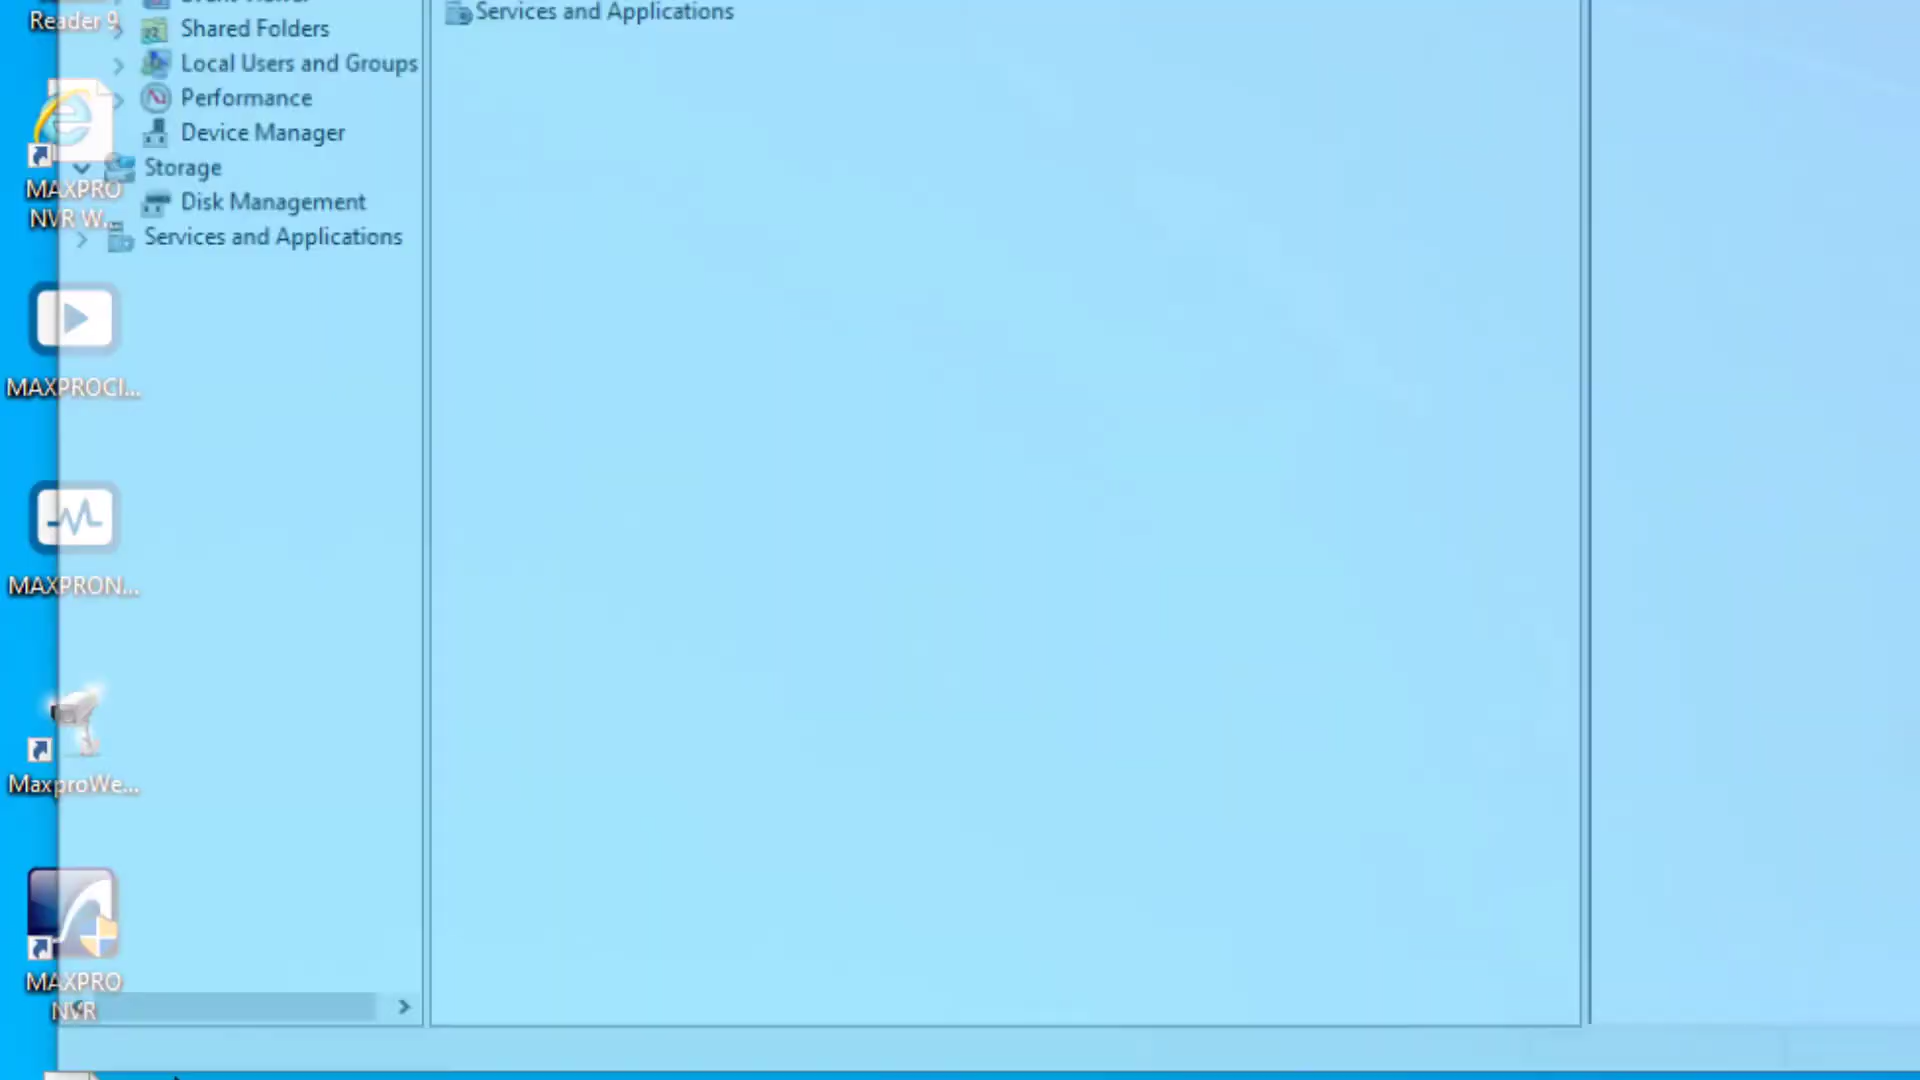 Reader 9
Services and Applications
Shared Folders
Local Users and Groups
Performance
Device Manager
Storage
Disk Management
Services and Applications
MAXPRO
NVR W...
MAXPROCI...
MAXPRON...
MaxproWe...
MAXPRO
NVR